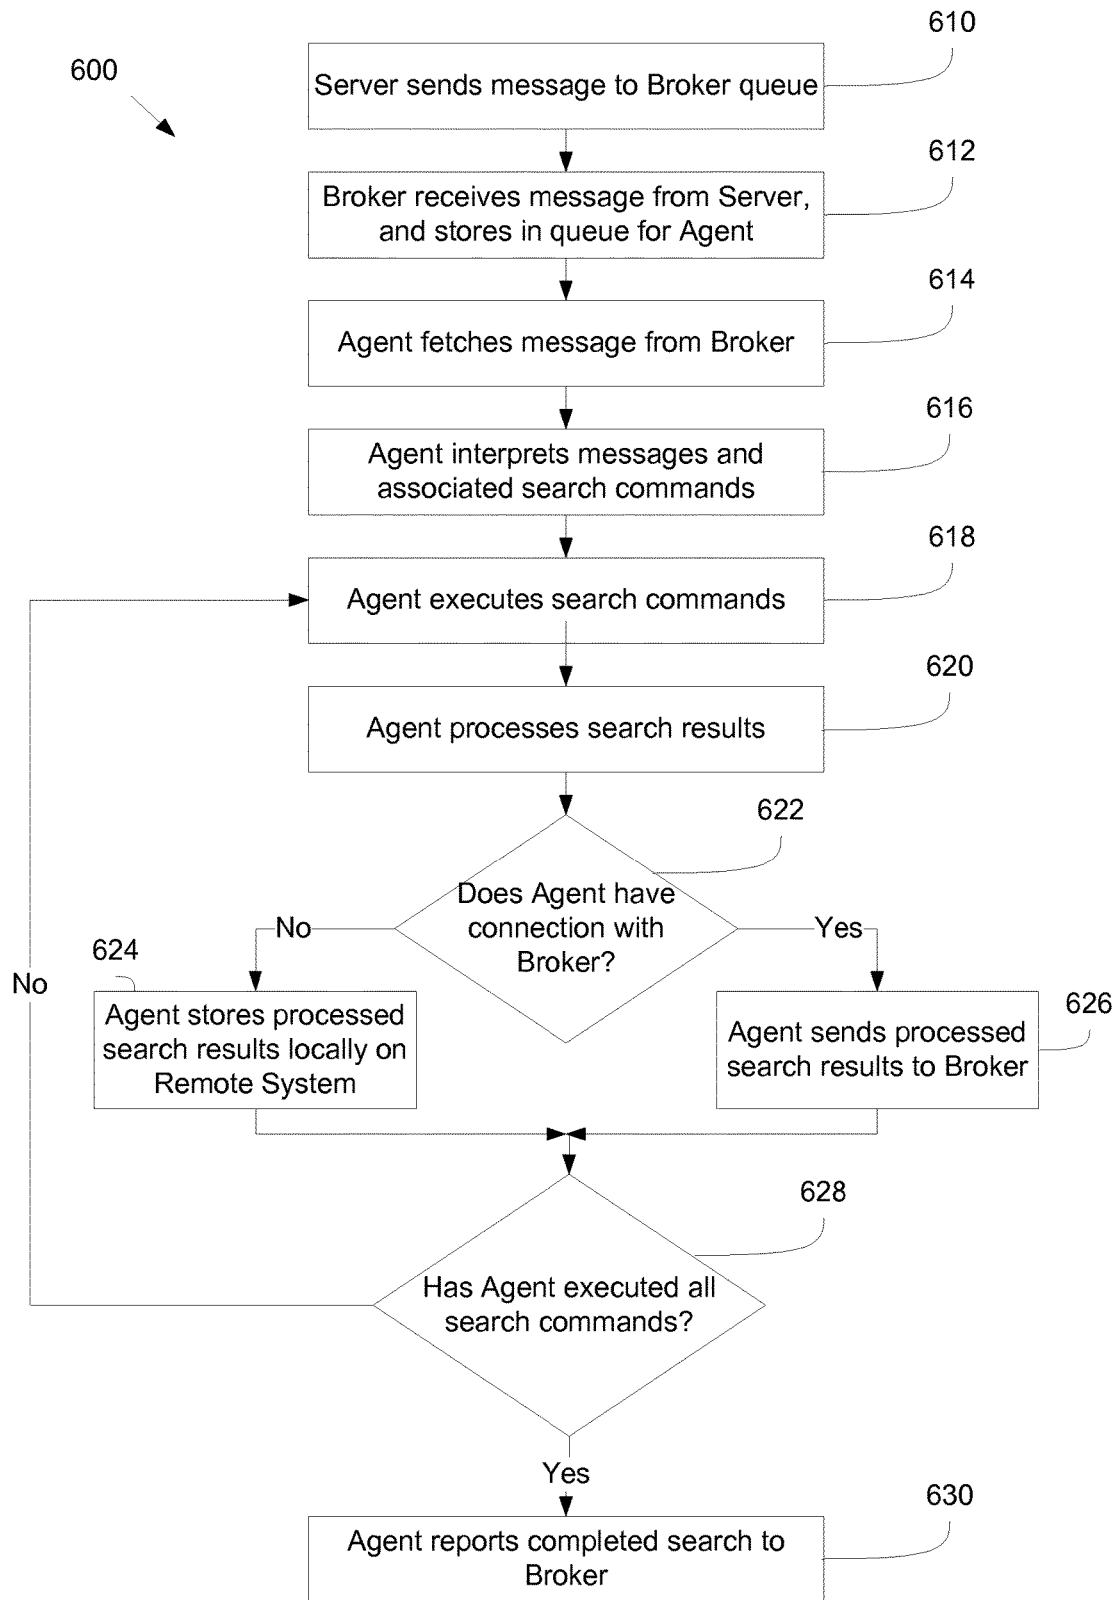 610
600
Server sends message to Broker queue
612
Broker receives message from Server,
and stores in queue for Agent
614
Agent fetches message from Broker
616
Agent interprets messages and
associated search commands
618
Agent executes search commands
620
Agent processes search results
622
Does Agent have
connection with
Broker?
No
Yes
624
No
Agent stores processed
search results locally on
Remote System
626
Agent sends processed
search results to Broker
628
Has Agent executed all
search commands?
Yes
630
Agent reports completed search to
Broker